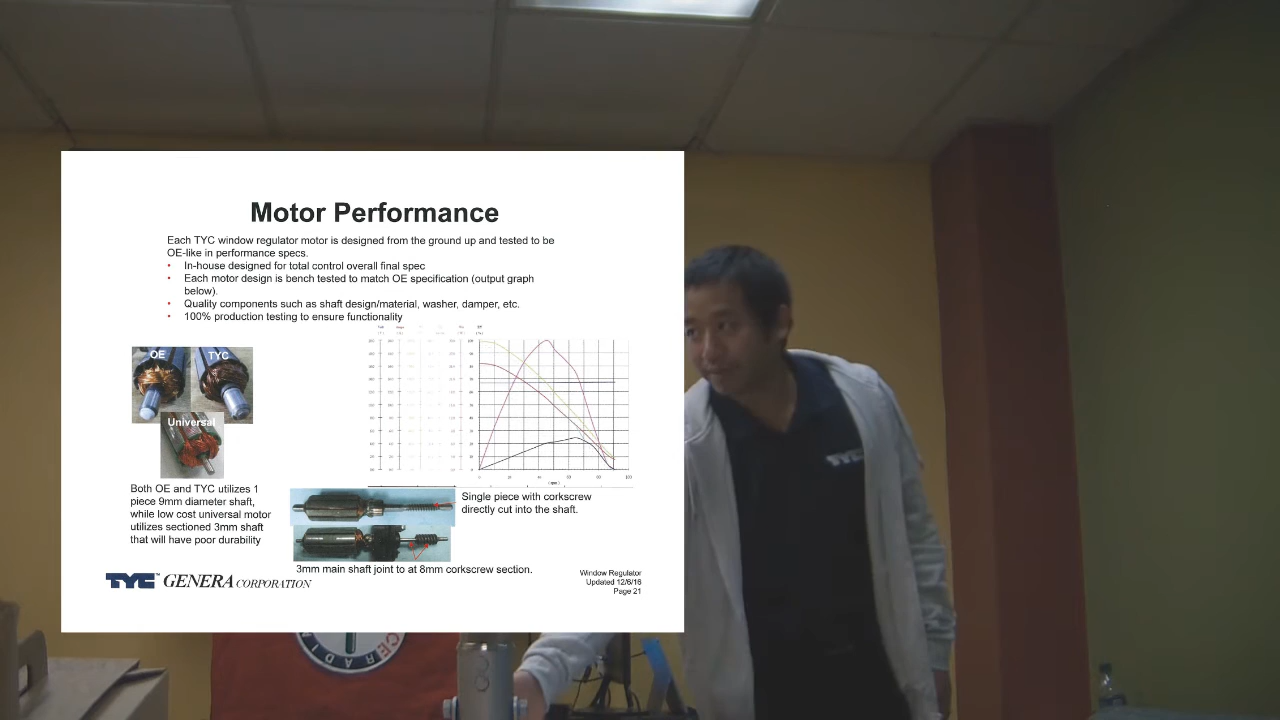 Motor Performance
Each TYC window regulator motor is designed from the ground up and tested to be
OE-like in performance specs.
• In-house designed for total control overall final spec
• Each motor design is bench tested to match OE specification (output graph
below).
• Quality components such as shaft design/material, washer, damper, etc.
• 100% production testing to ensure functionality
OE
TYC
Universal
Both OE and TYC utilizes 1
piece 9mm diameter shaft,
while low cost universal motor
utilizes sectioned 3mm shaft
that will have poor durability
Single piece with corkscrew
directly cut into the shaft.
3mm main shaft joint to at 8mm corkscrew section.
TYC™ GENERA CORPORATION
Window Regulator
Updated 12/6/16
Page 21
TYC